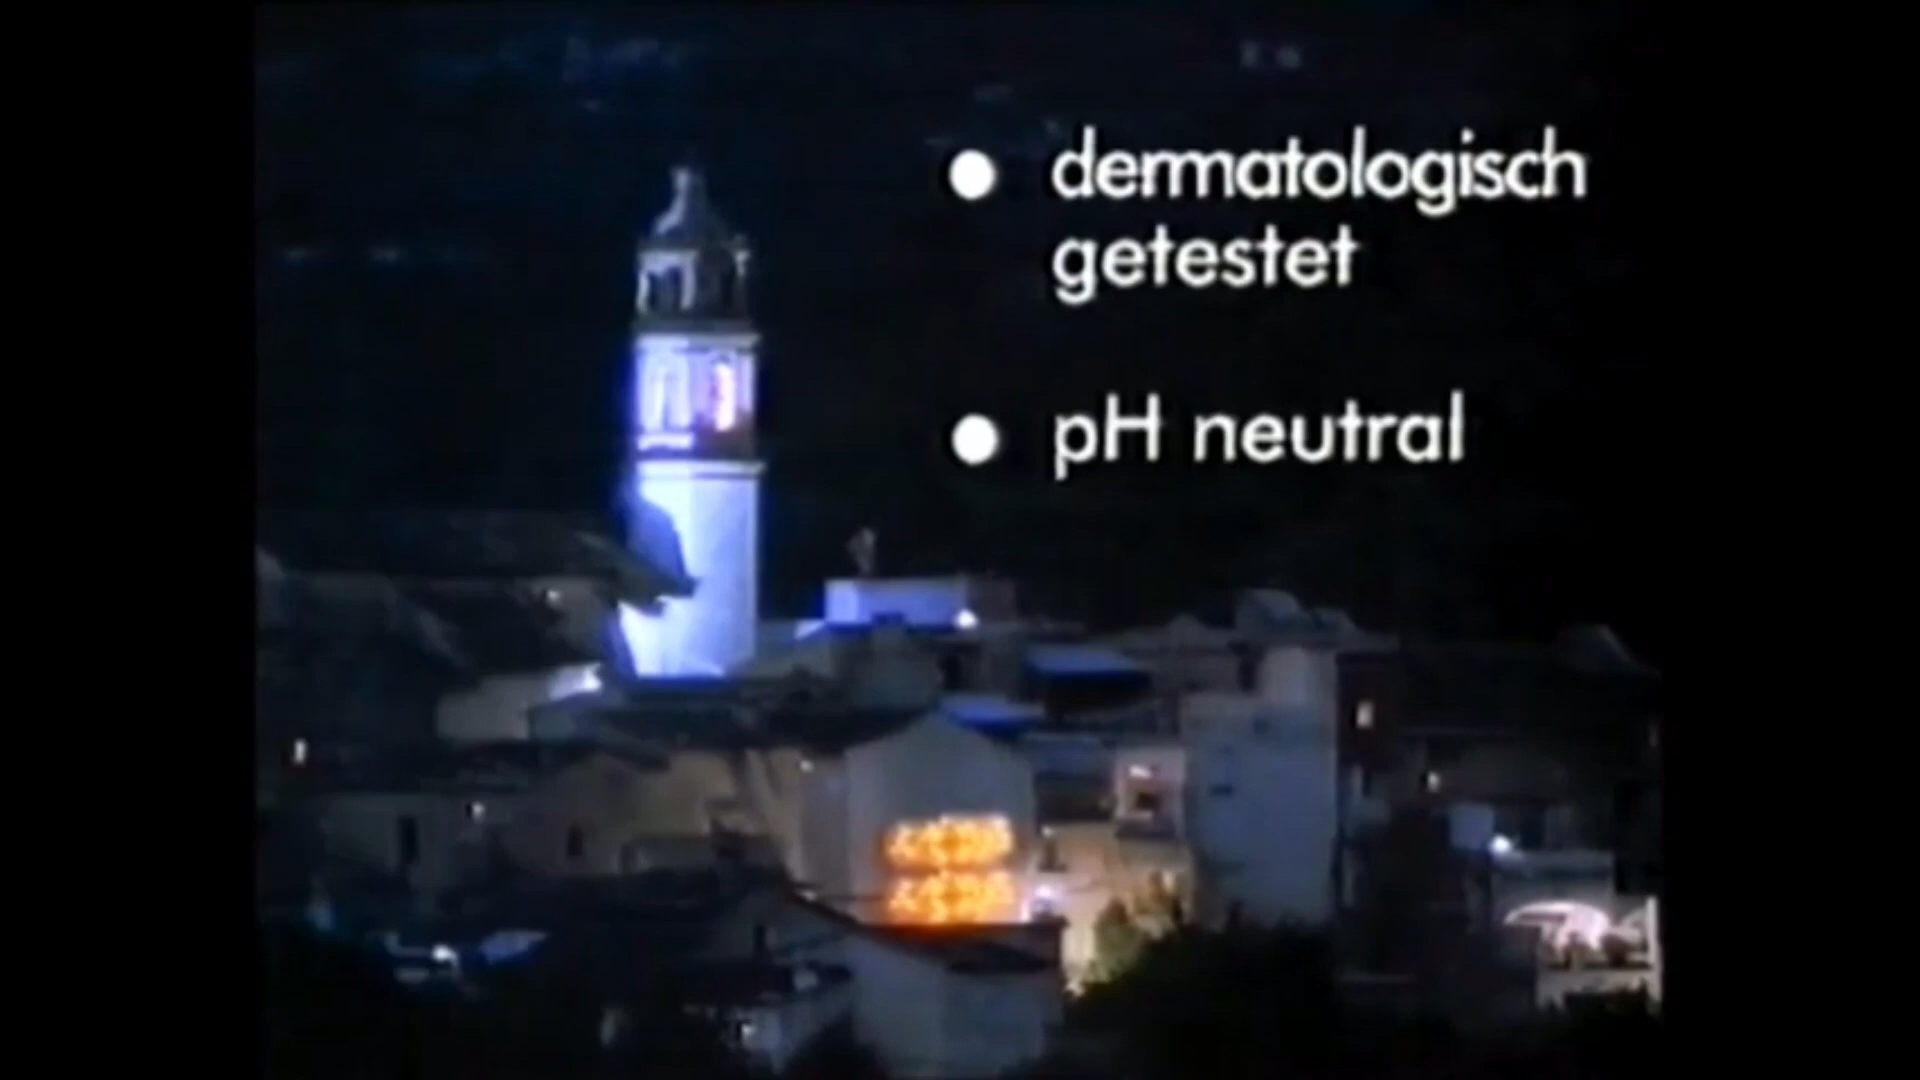 ● dermatologisch
getestet
● pH neutral